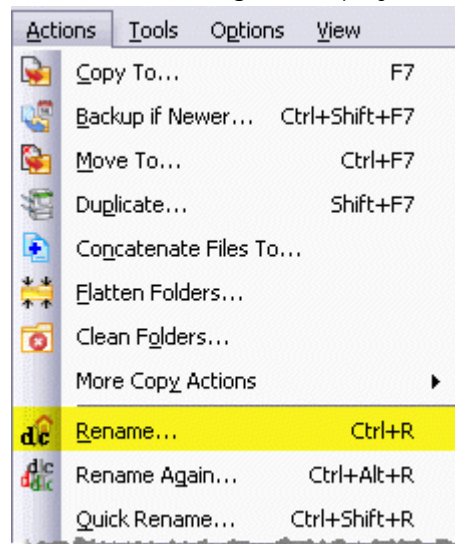 Actions Tools Options View
Copy To... F7
Backup if Newer... Ctrl+Shift+F7
Move To... Ctrl+F7
Duplicate... Shift+F7
Concatenate Files To...
Flatten Folders...
Clean Folders...
More Copy Actions
Rename... Ctrl+R
Rename Again... Ctrl+Alt+R
Quick Rename... Ctrl+Shift+R